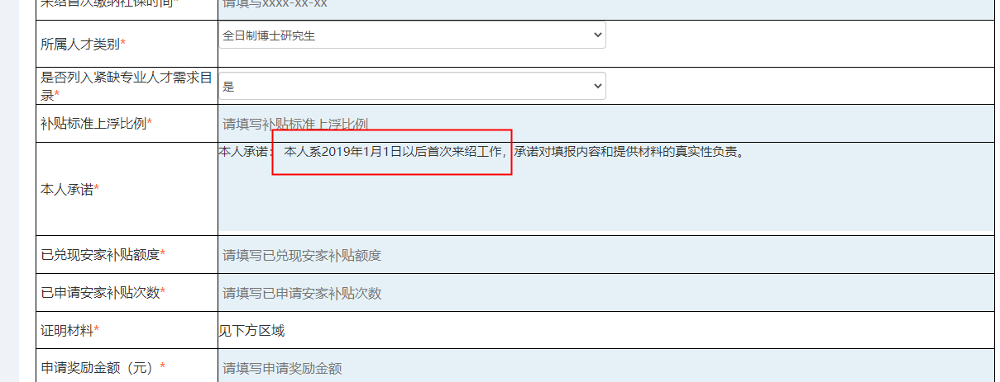 来绍首次缴纳社保时间*
请填写xxxx-xx-xx
所属人才类别*
全日制博士研究生
是否列入紧缺专业人才需求目
录*
是
补贴标准上浮比例*
请填写补贴标准上浮比例
本人承诺*
本人承诺： 本人系2019年1月1日以后首次来绍工作，承诺对填报内容和提供材料的真实性负责。
已兑现安家补贴额度*
请填写已兑现安家补贴额度
已申请安家补贴次数*
请填写已申请安家补贴次数
证明材料*
见下方区域
申请奖励金额（元）*
请填写申请奖励金额